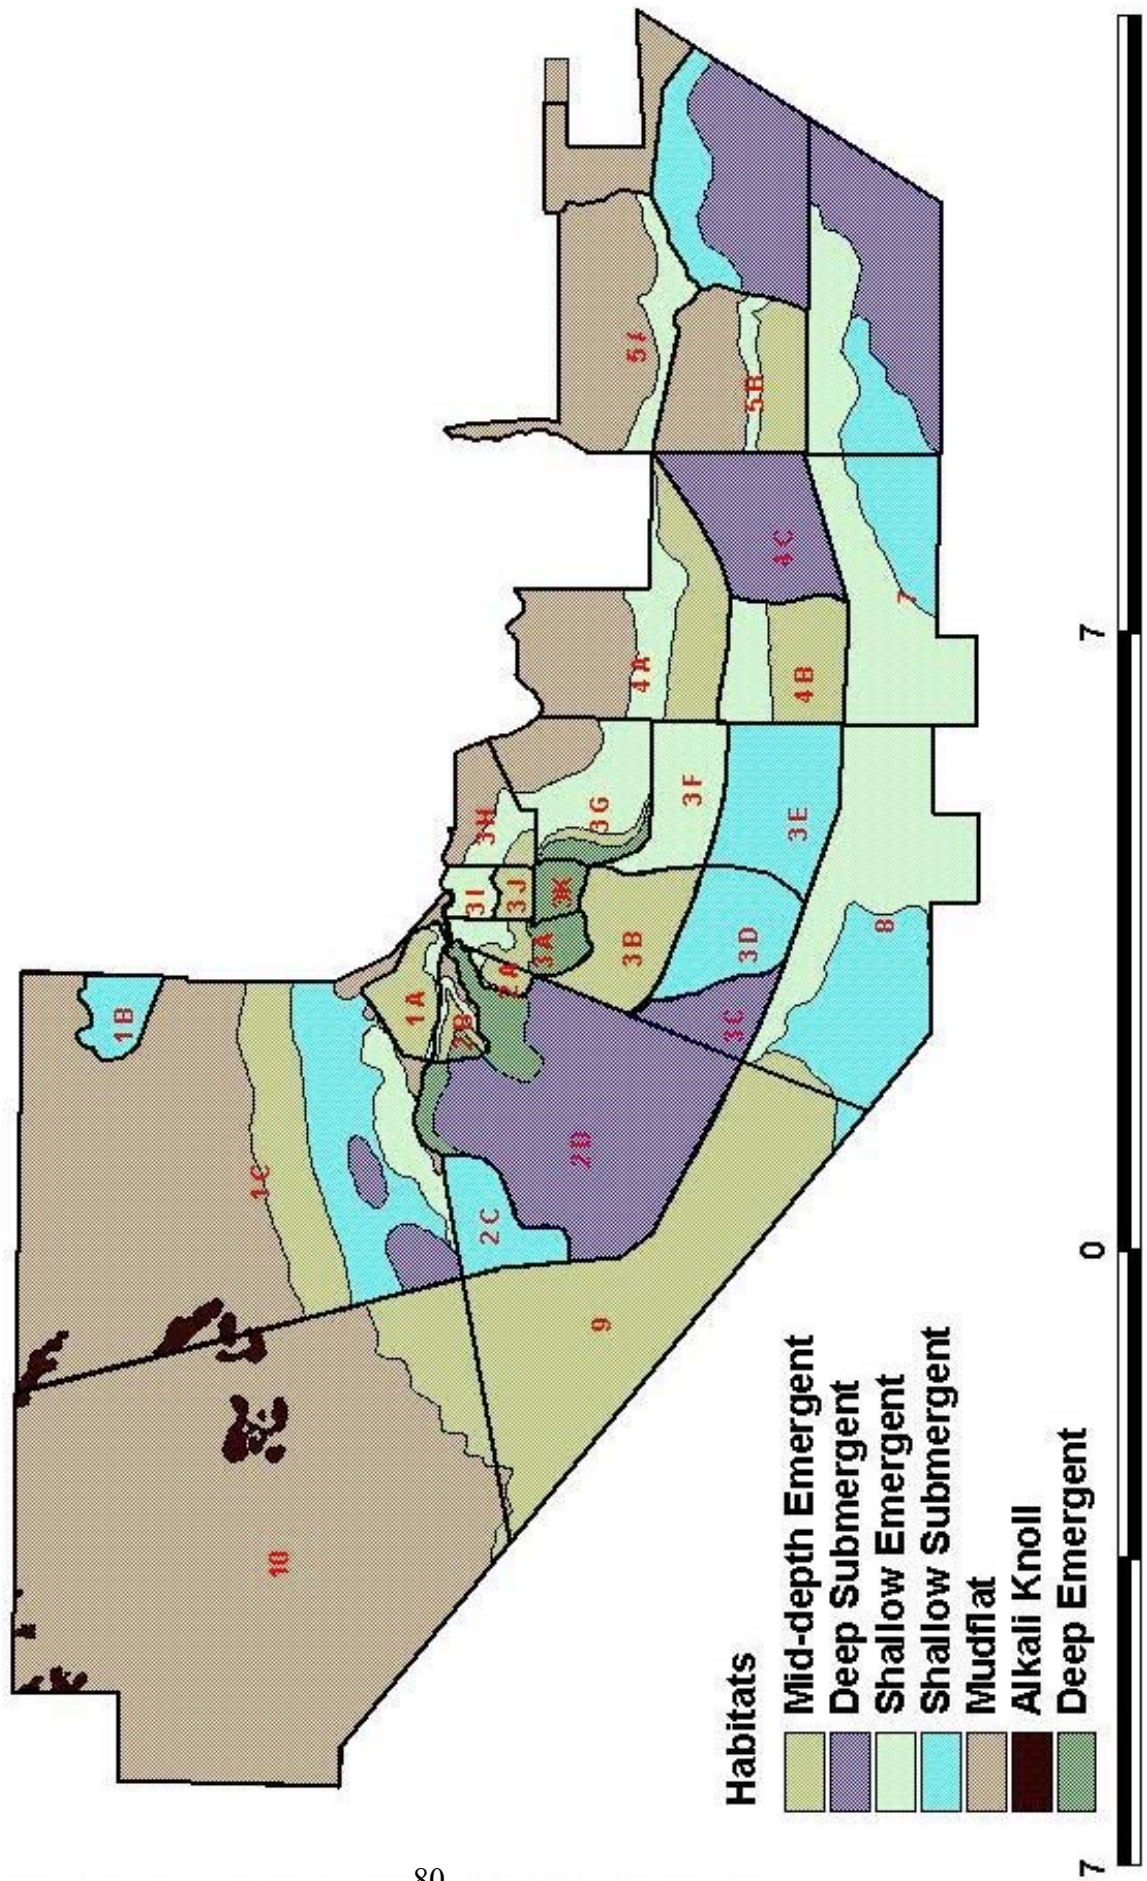 10
1B
1C
1A
2A
2B
2C
2D
3A
3B
3C
3D
3E
3F
3G
3H
3I
3J
3K
4A
4B
4C
5A
5B
7
8
9
Habitats
Mid-depth Emergent
Deep Submergent
Shallow Emergent
Shallow Submergent
Mudflat
Alkali Knoll
Deep Emergent
7 0 7
80